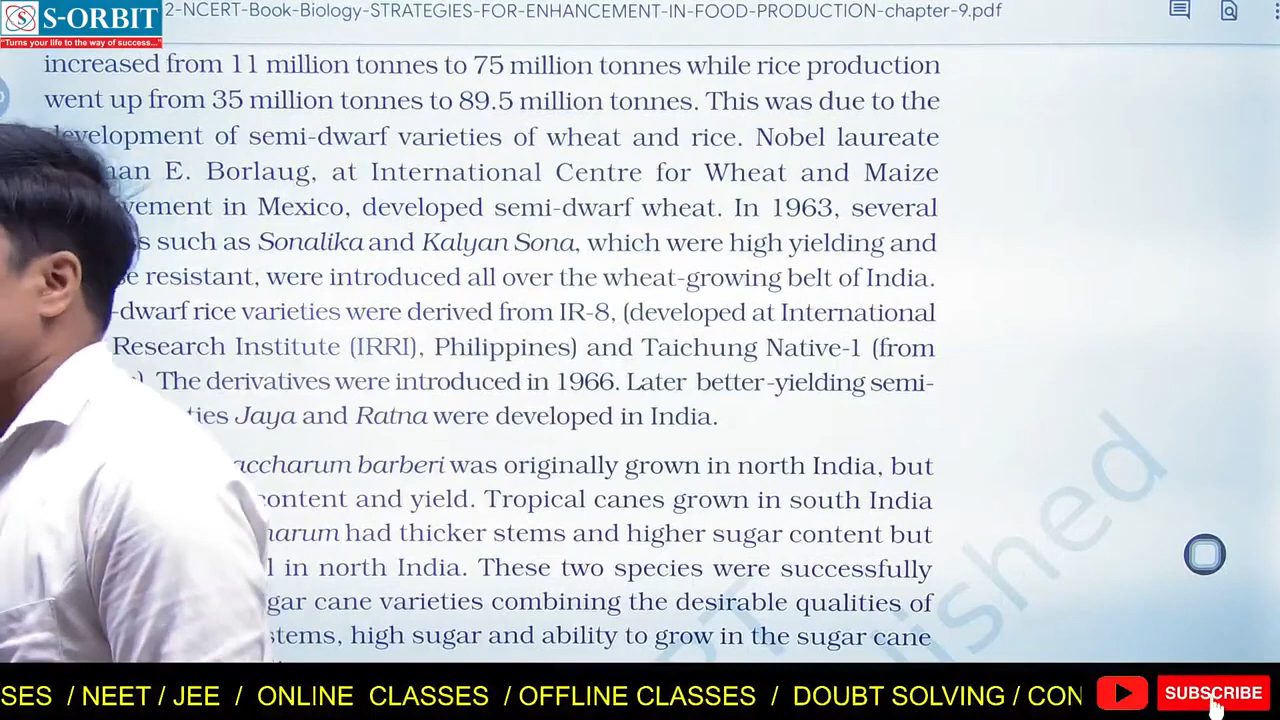 S-ORBIT
"Turns your life to the way of success..."
2-NCERT-Book-Biology-STRATEGIES-FOR-ENHANCEMENT-IN-FOOD-PRODUCTION-chapter-9.pdf
increased from 11 million tonnes to 75 million tonnes while rice production
went up from 35 million tonnes to 89.5 million tonnes. This was due to the
development of semi-dwarf varieties of wheat and rice. Nobel laureate
E. Borlaug, at International Centre for Wheat and Maize
in Mexico, developed semi-dwarf wheat. In 1963, several
such as Sonalika and Kalyan Sona, which were high yielding and
resistant, were introduced all over the wheat-growing belt of India.
-dwarf rice varieties were derived from IR-8, (developed at International
Research Institute (IRRI), Philippines) and Taichung Native-1 (from
The derivatives were introduced in 1966. Later better-yielding semi-
Jaya and Ratna were developed in India.
barberi was originally grown in north India, but
content and yield. Tropical canes grown in south India
had thicker stems and higher sugar content but
in north India. These two species were successfully
cane varieties combining the desirable qualities of
stems, high sugar and ability to grow in the sugar cane
SES / NEET / JEE / ONLINE CLASSES / OFFLINE CLASSES / DOUBT SOLVING / CON
SUBSCRIBE